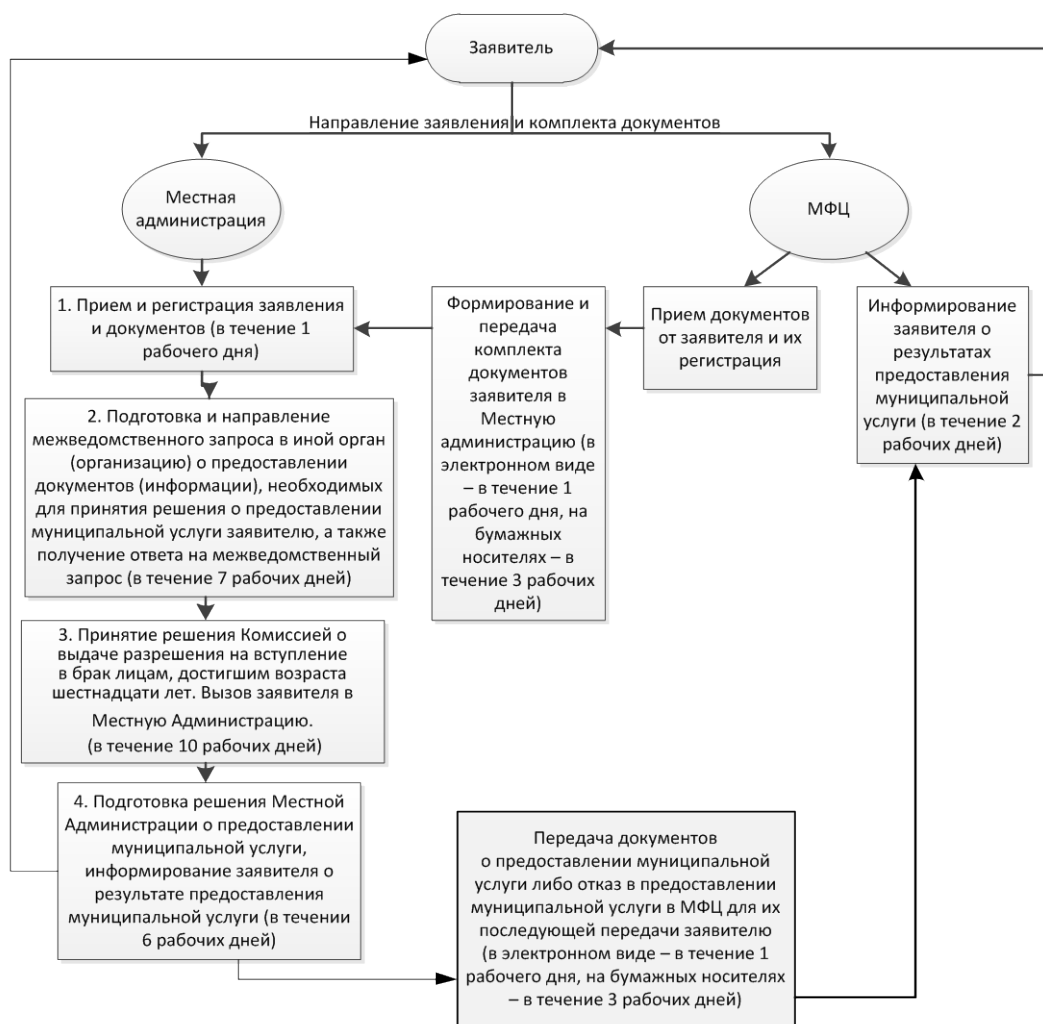 Заявитель
Направление заявления и комплекта документов
Местная
администрация
МФЦ
1. Прием и регистрация заявления
и документов (в течение 1
рабочего дня)
Формирование и
передача
комплекта
документов
заявителя в
Местную
администрацию (в
электронном виде
– в течение 1
рабочего дня, на
бумажных
носителях – в
течение 3 рабочих
дней)
Прием документов
от заявителя и их
регистрация
Информирование
заявителя о
результатах
предоставления
муниципальной
услуги (в течение 2
рабочих дней)
2. Подготовка и направление
межведомственного запроса в иной орган
(организацию) о предоставлении
документов (информации), необходимых
для принятия решения о предоставлении
муниципальной услуги заявителю, а также
получение ответа на межведомственный
запрос (в течение 7 рабочих дней)
3. Принятие решения Комиссией о
выдаче разрешения на вступление
в брак лицам, достигшим возраста
шестнадцати лет. Вызов заявителя в
Местную Администрацию.
(в течение 10 рабочих дней)
4. Подготовка решения Местной
Администрации о предоставлении
муниципальной услуги,
информирование заявителя о
результате предоставления
муниципальной услуги (в течении
6 рабочих дней)
Передача документов
о предоставлении муниципальной
услуги либо отказ в предоставлении
муниципальной услуги в МФЦ для их
последующей передачи заявителю
(в электронном виде – в течение 1
рабочего дня, на бумажных носителях
– в течение 3 рабочих дней)